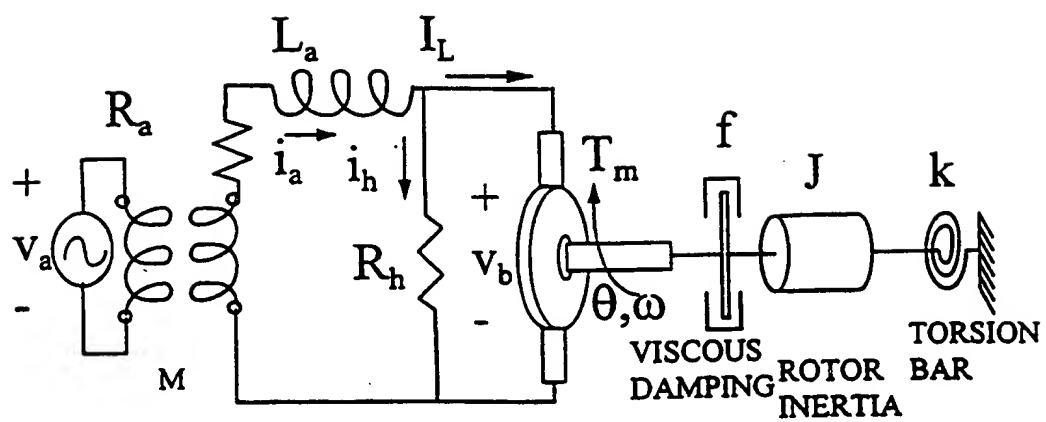 L_a
I_L
R_a
i_a
i_h
R_h
+
v_a
-
M
+
v_b
-
T_m
θ,ω
f
J
k
VISCOUS
DAMPING
ROTOR
INERTIA
TORSION
BAR